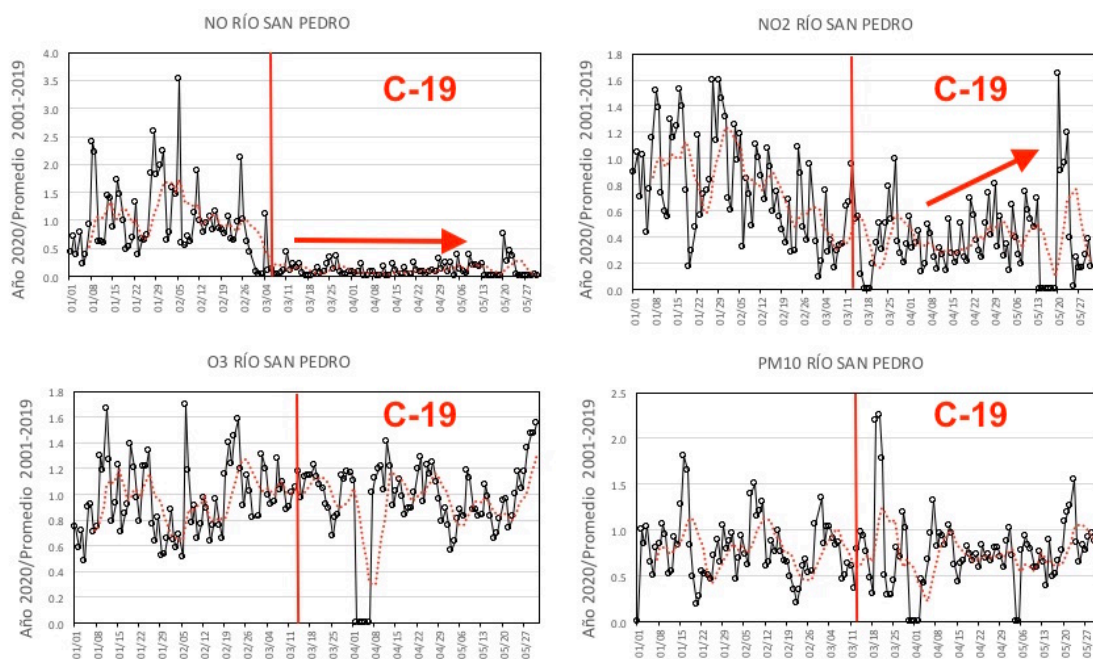 NO RÍO SAN PEDRO
Año 2020/Promedio 2001-2019
4.0
3.5
3.0
2.5
2.0
1.5
1.0
0.5
0.0
C-19
01/01 01/08 01/15 01/22 01/29 02/05 02/12 02/19 02/26 03/04 03/11 03/18 03/25 04/01 04/08 04/15 04/22 04/29 05/06 05/13 05/20 05/27
NO2 RÍO SAN PEDRO
Año 2020/Promedio 2001-2019
1.8
1.6
1.4
1.2
1.0
0.8
0.6
0.4
0.2
0.0
C-19
01/01 01/08 01/15 01/22 01/29 02/05 02/12 02/19 02/26 03/04 03/11 03/18 03/25 04/01 04/08 04/15 04/22 04/29 05/06 05/13 05/20 05/27
O3 RÍO SAN PEDRO
Año 2020/Promedio 2001-2019
1.8
1.6
1.4
1.2
1.0
0.8
0.6
0.4
0.2
0.0
C-19
01/01 01/08 01/15 01/22 01/29 02/05 02/12 02/19 02/26 03/04 03/11 03/18 03/25 04/01 04/08 04/15 04/22 04/29 05/06 05/13 05/20 05/27
PM10 RÍO SAN PEDRO
Año 2020/Promedio 2001-2019
2.5
2.0
1.5
1.0
0.5
0.0
C-19
01/01 01/08 01/15 01/22 01/29 02/05 02/12 02/19 02/26 03/04 03/11 03/18 03/25 04/01 04/08 04/15 04/22 04/29 05/06 05/13 05/20 05/27